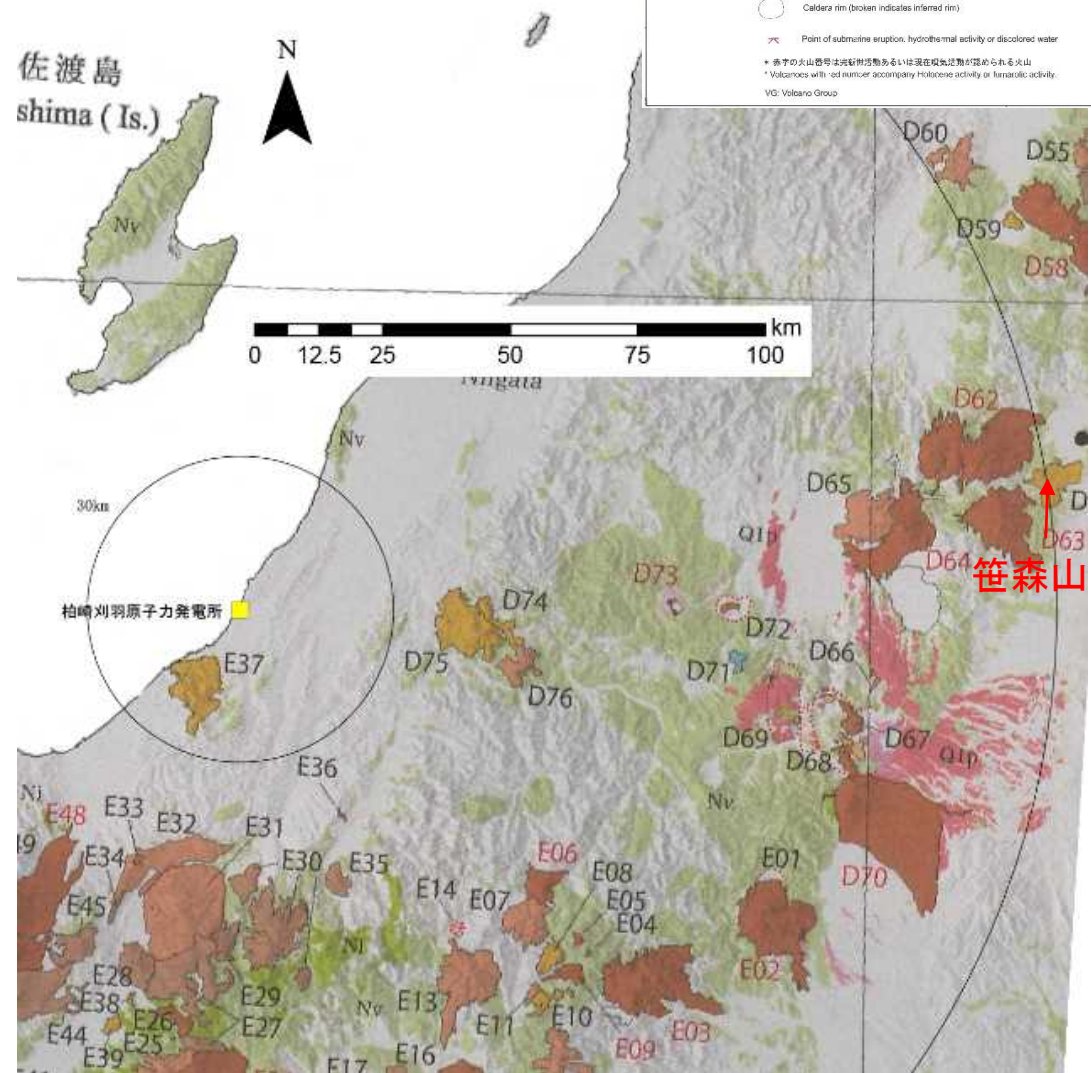 Caldera rim (broken indicates inferred rim)
Point of submarine eruption, hydrothermal activity or discolored water
* 赤字の火山番号は完新世活動あるいは現在噴気活動が認められる火山
* Volcanoes with red number accompany Holocene activity or fumarolic activity.
VG: Volcano Group
佐渡島
shima ( Is.)
N
D60
D55
D59
D58
Nv
km
0 12.5 25 50 75 100
Niigata
Nv
D62
D65
D
D63
D64
笹森山
Q1p
30km
D73
D72
D74
柏崎刈羽原子力発電所
D75
D76
D71
D66
E37
D69
D68
D67
Q1p
E36
Nv
Nj
E48
E33
E32
E31
E30
E35
E34
E45
E14
E07
E06
E08
E05
E04
E01
D70
E02
Nj
Nv
E28
E38
E44
E26
E25
E39
E29
E27
E13
E11
E10
E09
E03
E17
E16